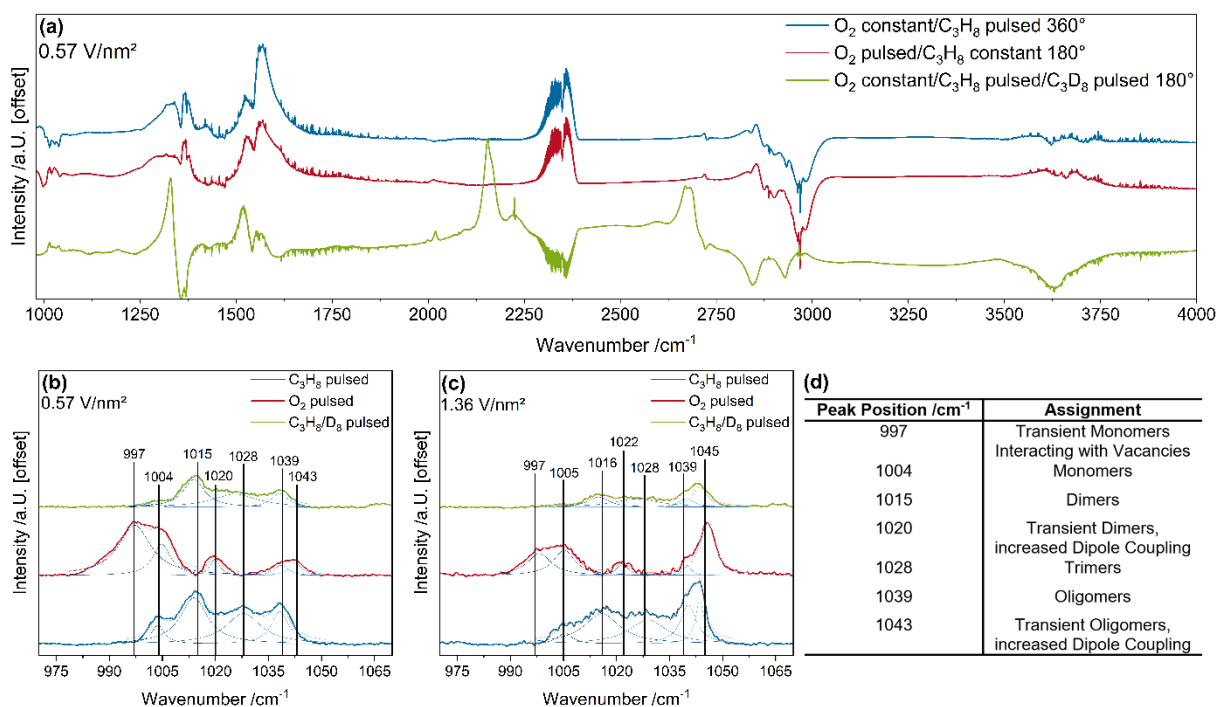 (a)
0.57 V/nm²
O₂ constant/C₃H₈ pulsed 360°
O₂ pulsed/C₃H₈ constant 180°
O₂ constant/C₃H₈ pulsed/C₃D₈ pulsed 180°
Intensity /a.U. [offset]
1000 1250 1500 1750 2000 2250 2500 2750 3000 3250 3500 3750 4000
Wavenumber /cm⁻¹
(b)
0.57 V/nm²
C₃H₈ pulsed
O₂ pulsed
C₃H₈/D₈ pulsed
997 1015 1028 1039
1004 1020 1043
Intensity /a.U. [offset]
975 990 1005 1020 1035 1050 1065
Wavenumber /cm⁻¹
(c)
1.36 V/nm²
C₃H₈ pulsed
O₂ pulsed
C₃H₈/D₈ pulsed
1022 1045
997 1005 1016 1028 1039
Intensity /a.U. [offset]
975 990 1005 1020 1035 1050 1065
Wavenumber /cm⁻¹
(d)
Peak Position /cm⁻¹ Assignment
997 Transient Monomers
Interacting with Vacancies
1004 Monomers
1015 Dimers
1020 Transient Dimers,
increased Dipole Coupling
1028 Trimers
1039 Oligomers
1043 Transient Oligomers,
increased Dipole Coupling